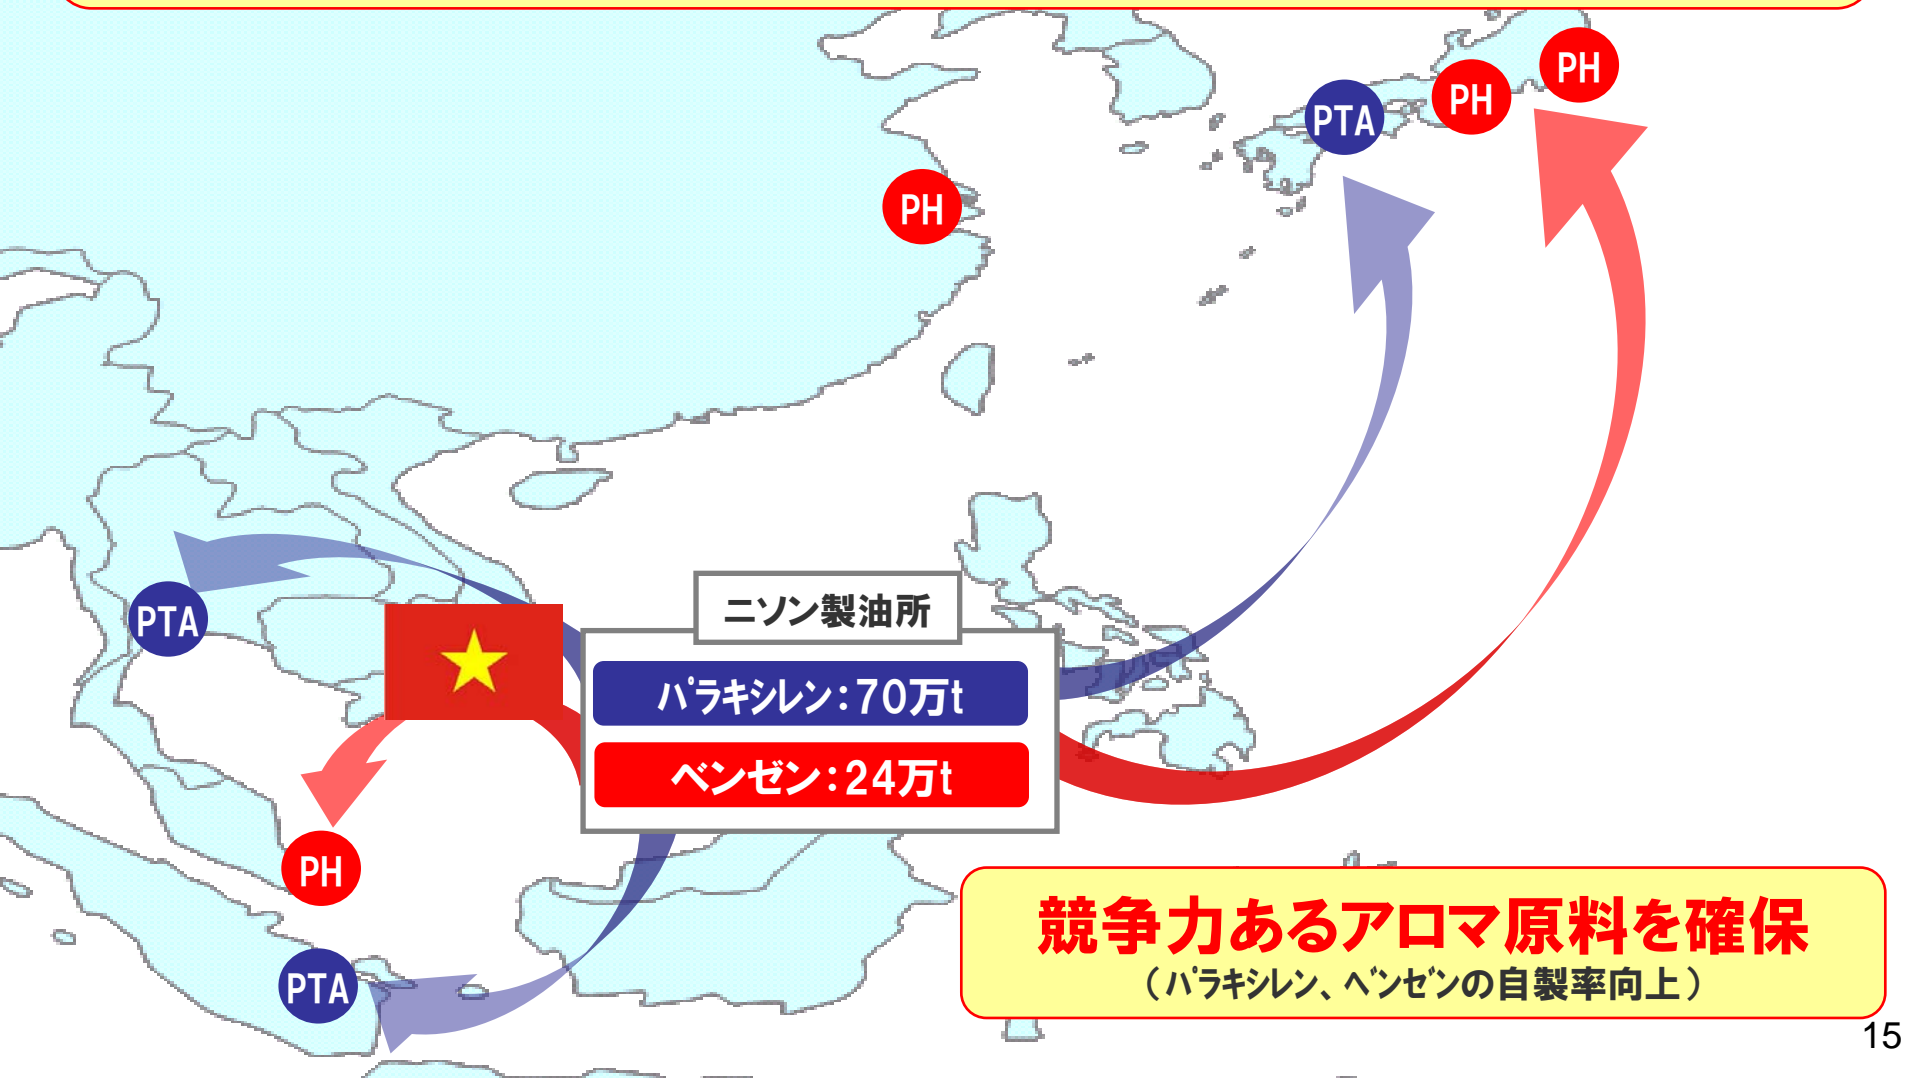 PH
PH
PTA
PH
PTA
ニソン製油所
パラキシレン：70万t
ベンゼン：24万t
PH
PTA
競争力あるアロマ原料を確保
（パラキシレン、ベンゼンの自製率向上）
15